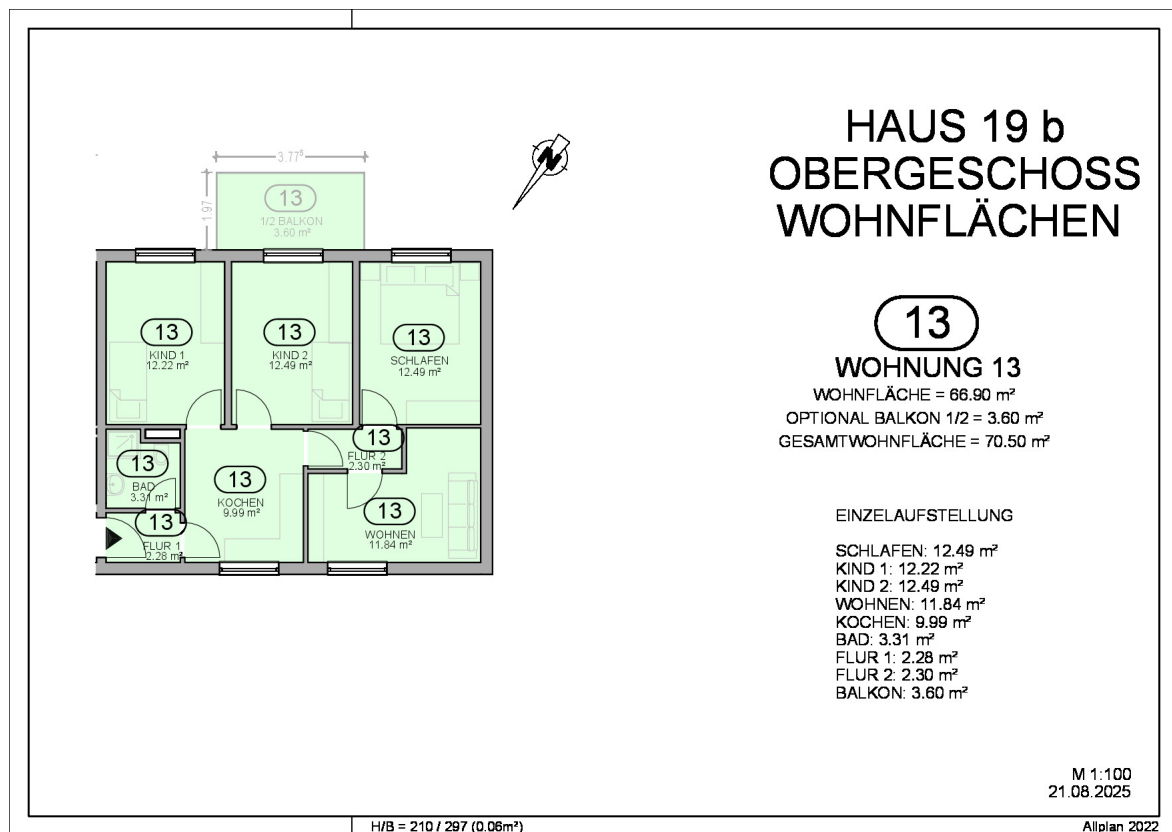 HAUS 19 b
OBERGESCHOSS
WOHNFLÄCHEN
13
WOHNUNG 13
WOHNFLÄCHE = 66.90 m²
OPTIONAL BALKON 1/2 = 3.60 m²
GESAMTWOHNFLÄCHE = 70.50 m²
EINZELAUFSTELLUNG
SCHLAFEN: 12.49 m²
KIND 1: 12.22 m²
KIND 2: 12.49 m²
WOHNEN: 11.84 m²
KOCHEN: 9.99 m²
BAD: 3.31 m²
FLUR 1: 2.28 m²
FLUR 2: 2.30 m²
BALKON: 3.60 m²
3.77⁵
1.97
N
13
1/2 BALKON
3.60 m²
13
KIND 1
12.22 m²
13
KIND 2
12.49 m²
13
SCHLAFEN
12.49 m²
13
FLUR 2
2.30 m²
13
BAD
3.31 m²
13
KOCHEN
9.99 m²
13
WOHNEN
11.84 m²
13
FLUR 1
2.28 m²
M 1:100
21.08.2025
H/B = 210 / 297 (0.06m²)
Allplan 2022